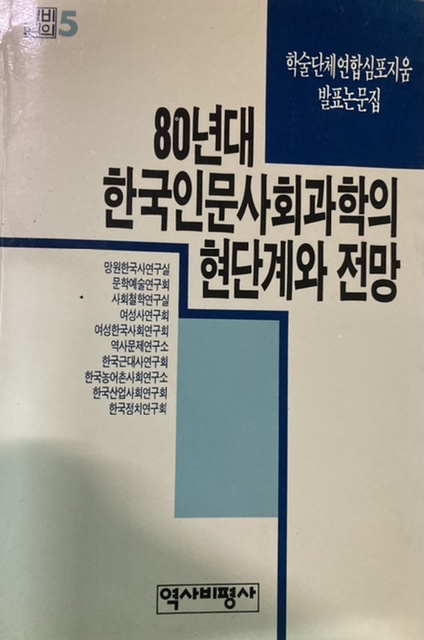 5
학술단체연합심포지움
발표논문집
80년대
한국인문사회과학의
현단계와 전망
망원한국사연구실
문학예술연구회
사회철학연구실
여성사연구회
여성한국사회연구회
역사문제연구소
한국근대사연구회
한국농어촌사회연구소
한국산업사회연구회
한국정치연구회
역사비평사